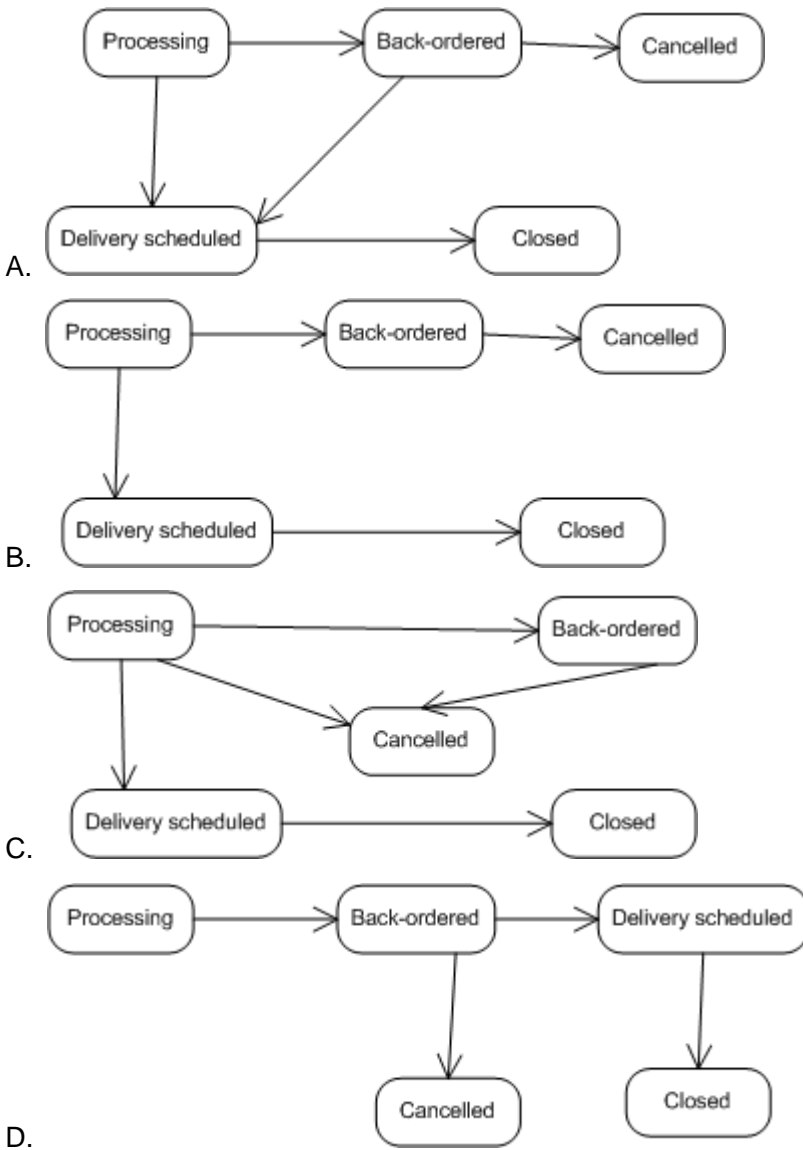 Processing Back-ordered Cancelled
Delivery scheduled Closed
A.
Processing Back-ordered Cancelled
Delivery scheduled Closed
B.
Processing Back-ordered
Cancelled
Delivery scheduled Closed
C.
Processing Back-ordered Delivery scheduled
Cancelled Closed
D.